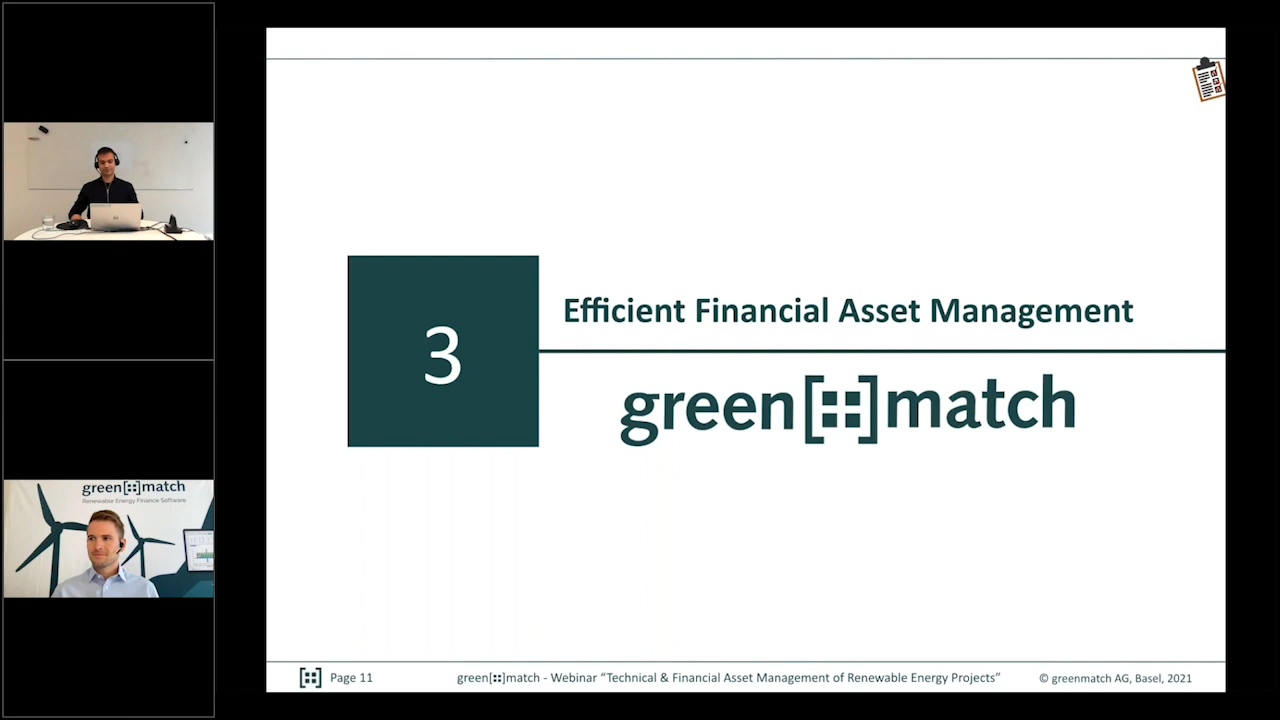 3
Efficient Financial Asset Management
green[::]match
green[::]match
Renewable Energy Finance Software
[::] Page 11
green[::]match - Webinar “Technical & Financial Asset Management of Renewable Energy Projects”
© greenmatch AG, Basel, 2021